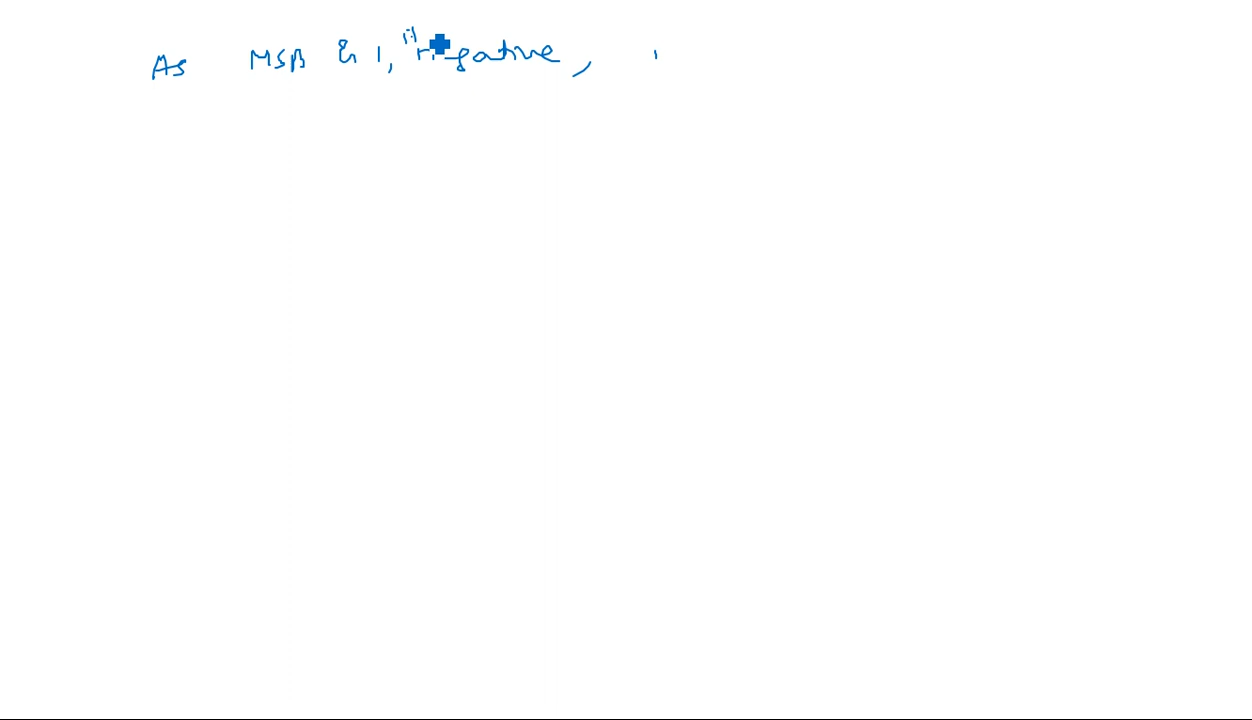 As MSB is 1, negative,